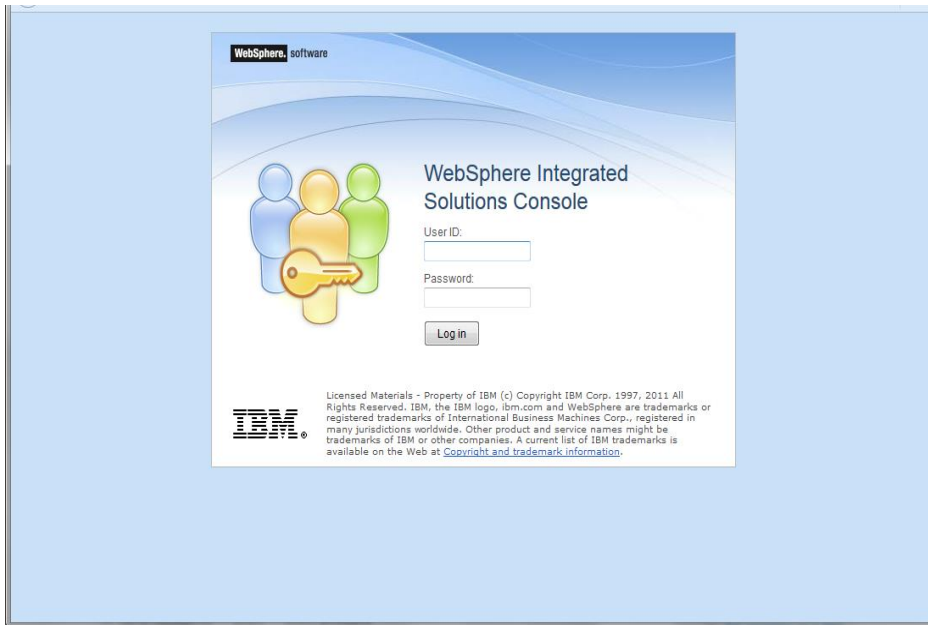 WebSphere. software
WebSphere Integrated
Solutions Console
User ID:
Password:
Log in
Licensed Materials - Property of IBM (c) Copyright IBM Corp. 1997, 2011 All
Rights Reserved. IBM, the IBM logo, ibm.com and WebSphere are trademarks or
registered trademarks of International Business Machines Corp., registered in
many jurisdictions worldwide. Other product and service names might be
trademarks of IBM or other companies. A current list of IBM trademarks is
available on the Web at Copyright and trademark information.
IBM®